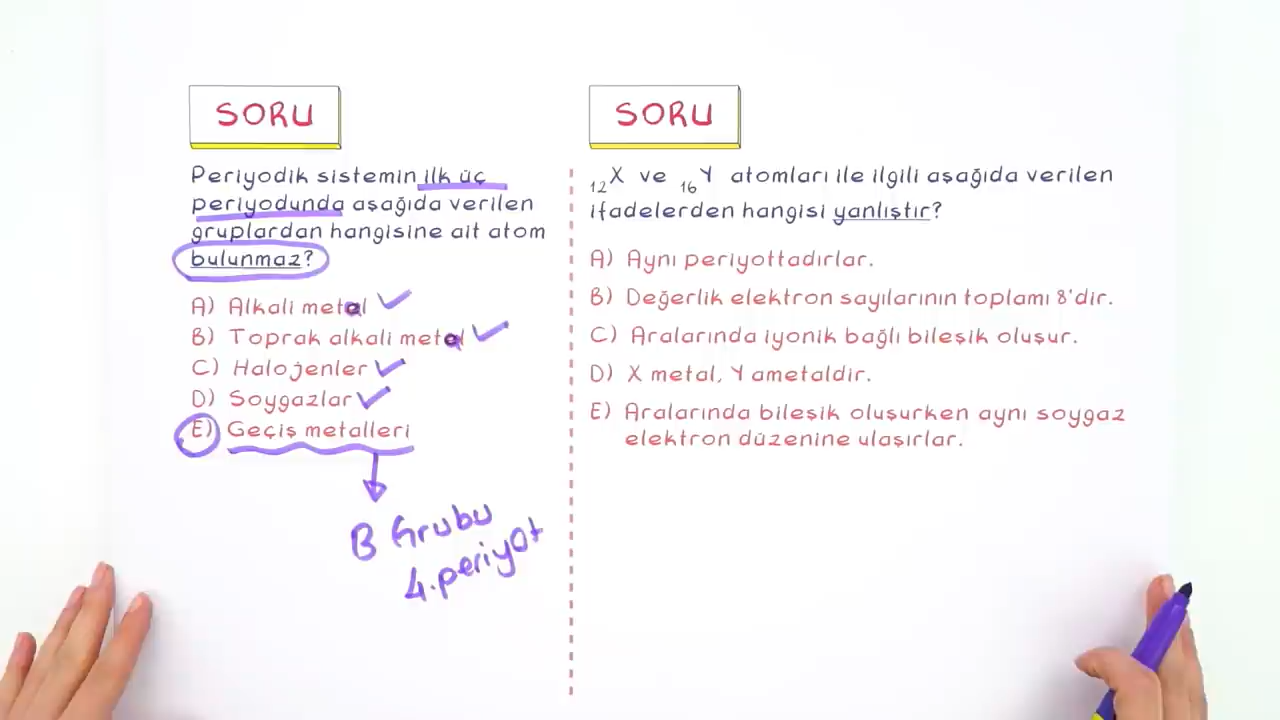 SORU
Periyodik sistemin ilk üç
periyodunda aşağıda verilen
gruplardan hangisine ait atom
bulunmaz?
A) Alkali metal
B) Toprak alkali metal
C) Halojenler
D) Soygazlar
E) Geçiş metalleri
B Grubu
4.periyot
SORU
12X ve 16Y atomları ile ilgili aşağıda verilen
ifadelerden hangisi yanlıştır?
A) Aynı periyottadırlar.
B) Değerlik elektron sayılarının toplamı 8'dir.
C) Aralarında iyonik bağlı bileşik oluşur.
D) X metal, Y ametaldir.
E) Aralarında bileşik oluşurken aynı soygaz
elektron düzenine ulaşırlar.